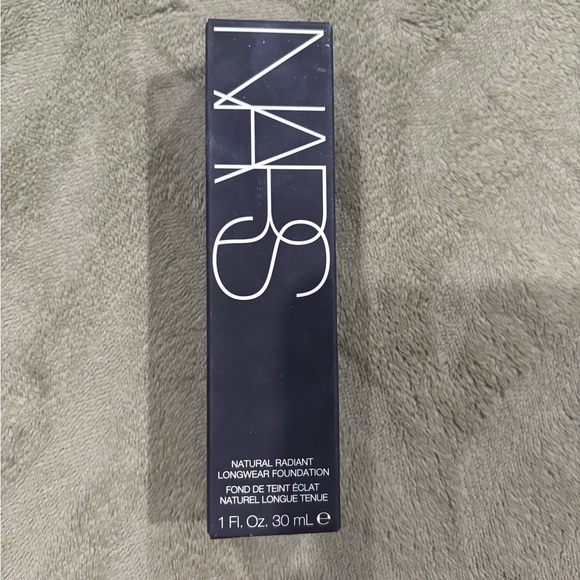 NARS
NATURAL RADIANT
LONGWEAR FOUNDATION
FOND DE TEINT ÉCLAT
NATUREL LONGUE TENUE
1 Fl. Oz. 30 mL ℮